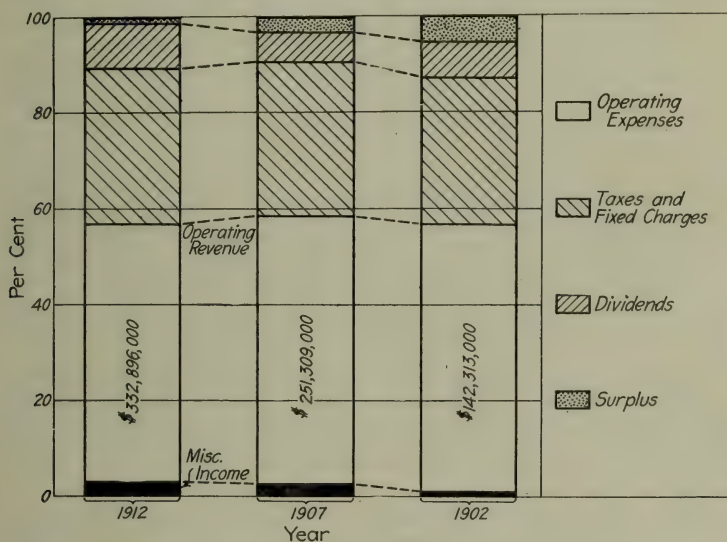 100
80
60
40
20
0
Per Cent
Operating
Revenue
$332,896,000
$251,309,000
$142,313,000
Misc.
Income
1912
1907
1902
Year
Operating
Expenses
Taxes and
Fixed Charges
Dividends
Surplus